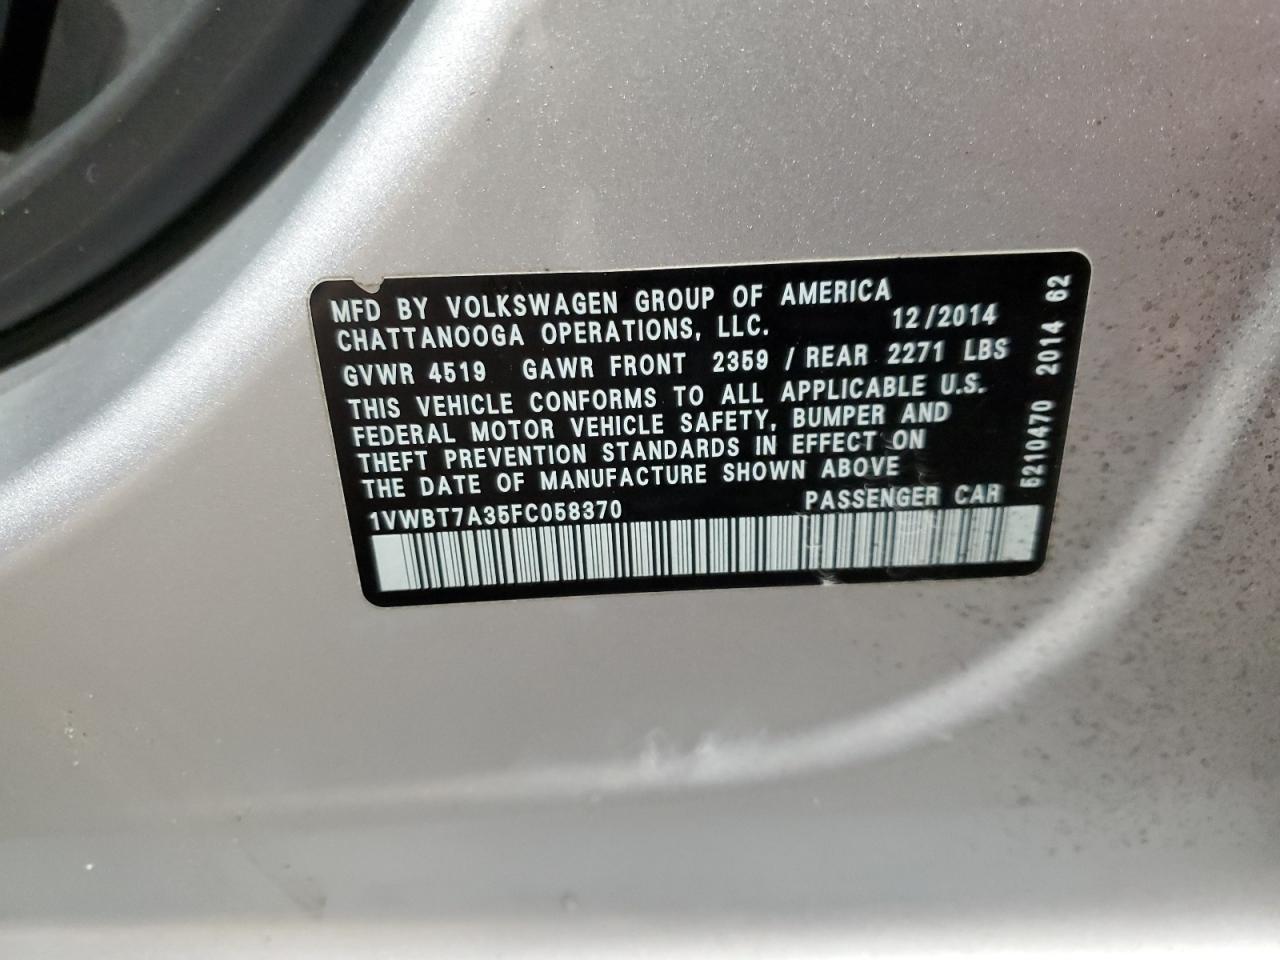 MFD BY VOLKSWAGEN GROUP OF AMERICA
CHATTANOOGA OPERATIONS, LLC. 12/2014
GVWR 4519 GAWR FRONT 2359 / REAR 2271 LBS
THIS VEHICLE CONFORMS TO ALL APPLICABLE U.S.
FEDERAL MOTOR VEHICLE SAFETY, BUMPER AND
THEFT PREVENTION STANDARDS IN EFFECT ON
THE DATE OF MANUFACTURE SHOWN ABOVE
1VWBT7A35FC058370 PASSENGER CAR
5210470 2014 62